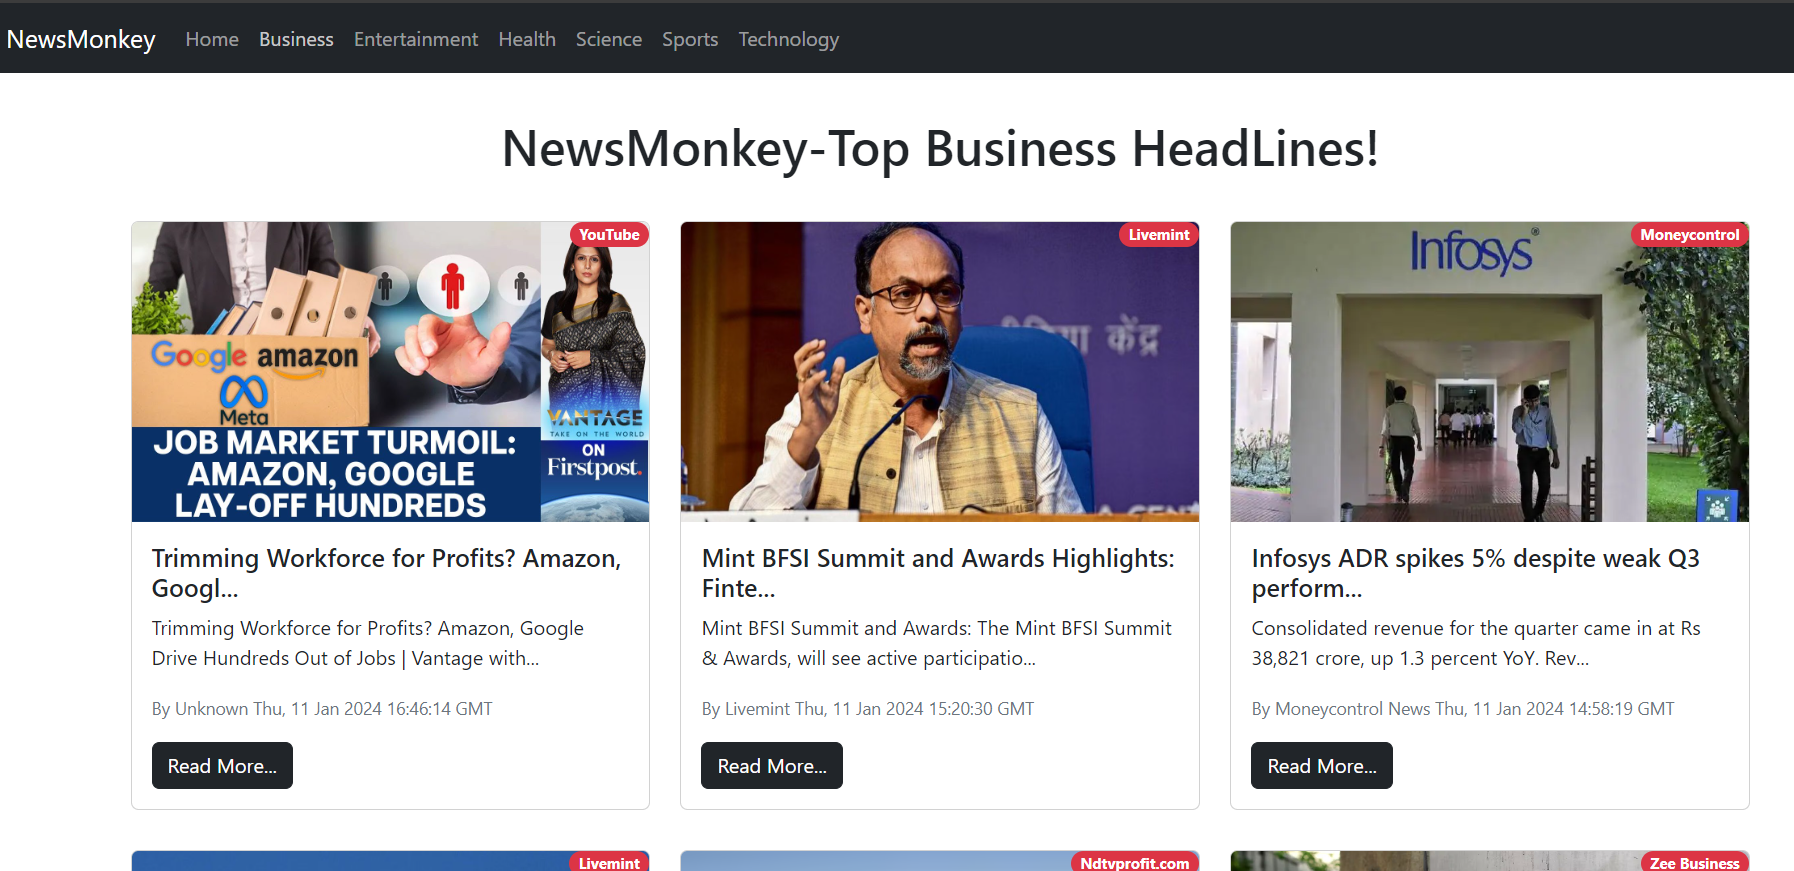 NewsMonkey Home Business Entertainment Health Science Sports Technology
NewsMonkey-Top Business HeadLines!
YouTube
Google amazon
Meta
JOB MARKET TURMOIL:
AMAZON, GOOGLE
LAY-OFF HUNDREDS
VANTAGE
TAKE ON THE WORLD
ON
Firstpost.
Trimming Workforce for Profits? Amazon,
Googl...
Trimming Workforce for Profits? Amazon, Google
Drive Hundreds Out of Jobs | Vantage with...
By Unknown Thu, 11 Jan 2024 16:46:14 GMT
Read More...
Livemint
केंद्र
Mint BFSI Summit and Awards Highlights:
Finte...
Mint BFSI Summit and Awards: The Mint BFSI Summit
& Awards, will see active participatio...
By Livemint Thu, 11 Jan 2024 15:20:30 GMT
Read More...
Moneycontrol
Infosys®
Infosys ADR spikes 5% despite weak Q3
perform...
Consolidated revenue for the quarter came in at Rs
38,821 crore, up 1.3 percent YoY. Rev...
By Moneycontrol News Thu, 11 Jan 2024 14:58:19 GMT
Read More...
Livemint
Ndtvprofit.com
Zee Business